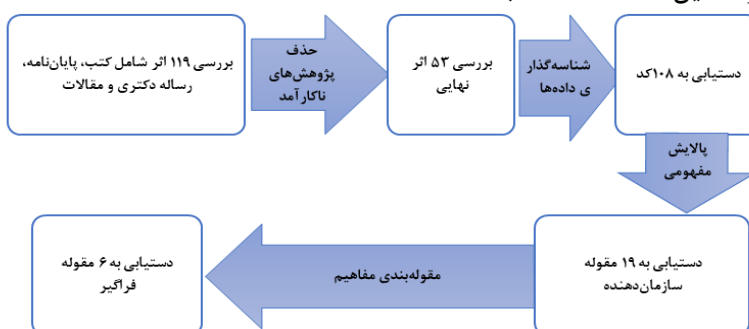 بررسی ۱۱۹ اثر شامل کتب، پایان‌نامه،
رساله دکتری و مقالات
حذف
پژوهش‌های
ناکارآمد
بررسی ۵۳ اثر
نهایی
شناسه‌گذار
ی داده‌ها
دستیابی به ۱۰۸کد
پالایش
مفهومی
دستیابی به ۱۹ مقوله
سازمان‌دهنده
مقوله‌بندی مفاهیم
دستیابی به ۶ مقوله
فراگیر